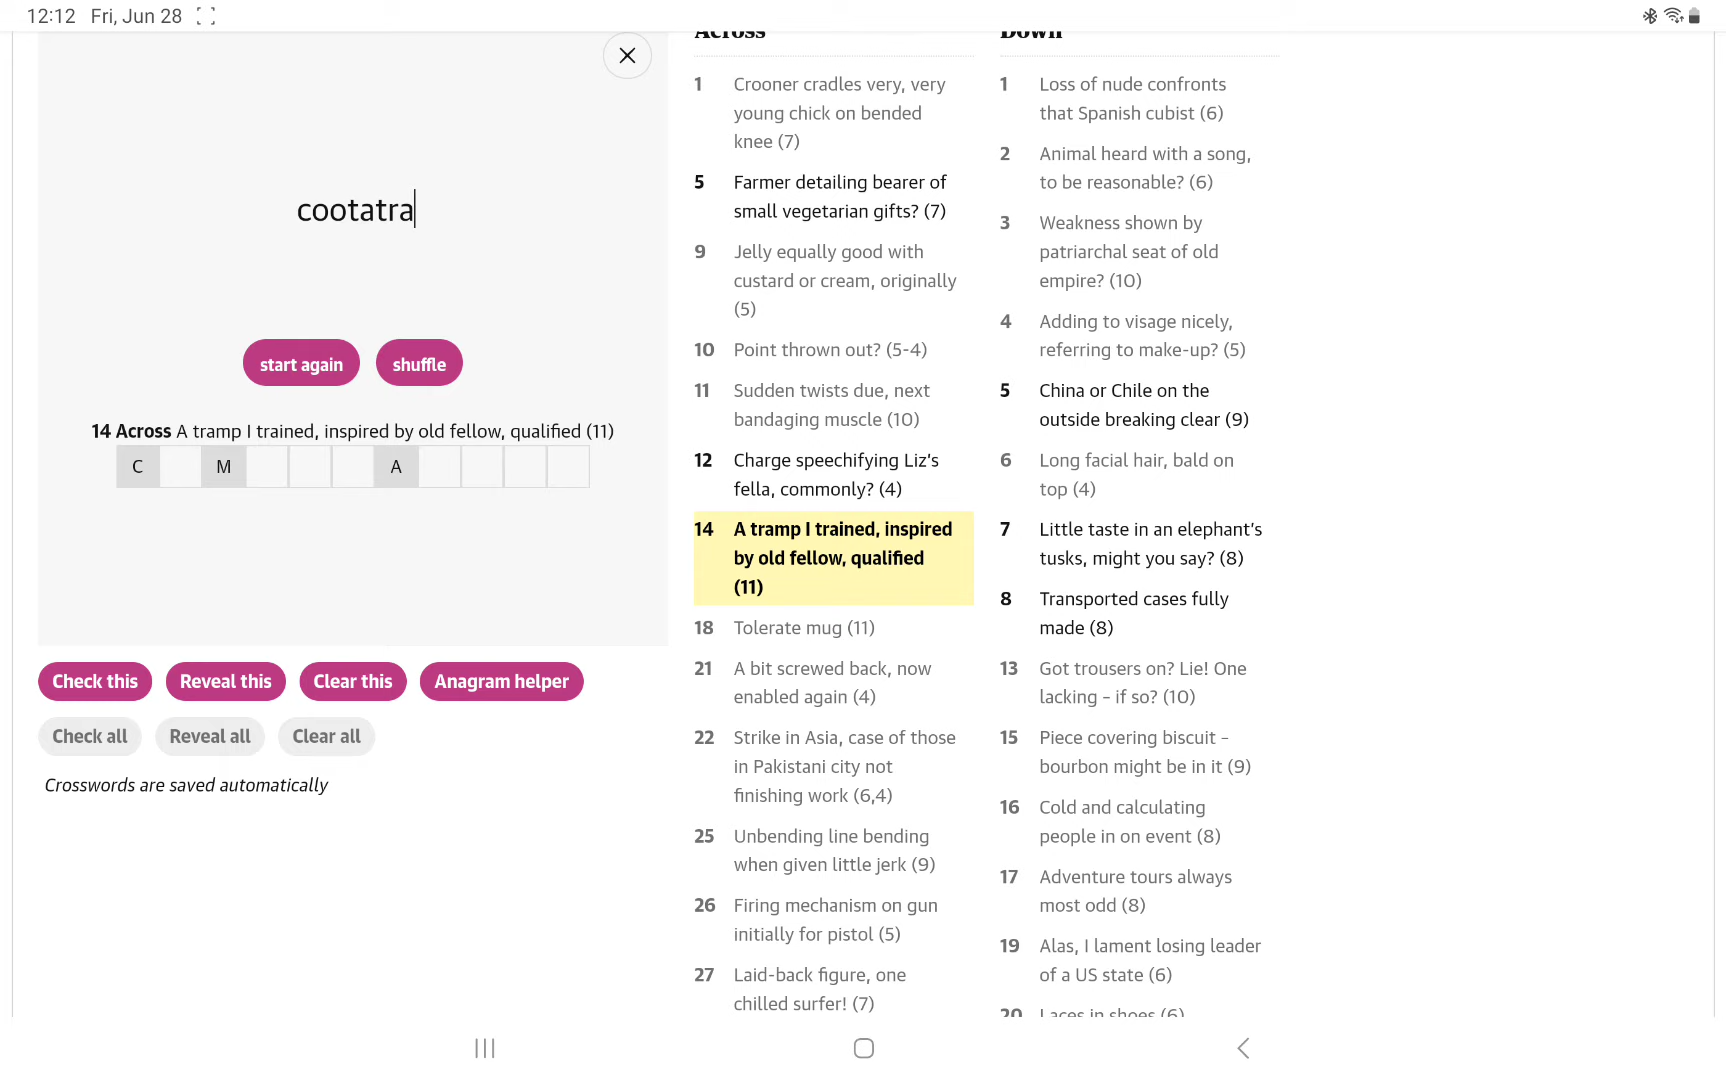 12:12 Fri, Jun 28
cootatra
start again
shuffle
14 Across A tramp I trained, inspired by old fellow, qualified (11)
C M A
Check this
Reveal this
Clear this
Anagram helper
Check all
Reveal all
Clear all
Crosswords are saved automatically
Across
1 Crooner cradles very, very
young chick on bended
knee (7)
5 Farmer detailing bearer of
small vegetarian gifts? (7)
9 Jelly equally good with
custard or cream, originally
(5)
10 Point thrown out? (5-4)
11 Sudden twists due, next
bandaging muscle (10)
12 Charge speechifying Liz’s
fella, commonly? (4)
14 A tramp I trained, inspired
by old fellow, qualified
(11)
18 Tolerate mug (11)
21 A bit screwed back, now
enabled again (4)
22 Strike in Asia, case of those
in Pakistani city not
finishing work (6,4)
25 Unbending line bending
when given little jerk (9)
26 Firing mechanism on gun
initially for pistol (5)
27 Laid-back figure, one
chilled surfer! (7)
Down
1 Loss of nude confronts
that Spanish cubist (6)
2 Animal heard with a song,
to be reasonable? (6)
3 Weakness shown by
patriarchal seat of old
empire? (10)
4 Adding to visage nicely,
referring to make-up? (5)
5 China or Chile on the
outside breaking clear (9)
6 Long facial hair, bald on
top (4)
7 Little taste in an elephant’s
tusks, might you say? (8)
8 Transported cases fully
made (8)
13 Got trousers on? Lie! One
lacking – if so? (10)
15 Piece covering biscuit –
bourbon might be in it (9)
16 Cold and calculating
people in on event (8)
17 Adventure tours always
most odd (8)
19 Alas, I lament losing leader
of a US state (6)
20 Laces in shoes (6)